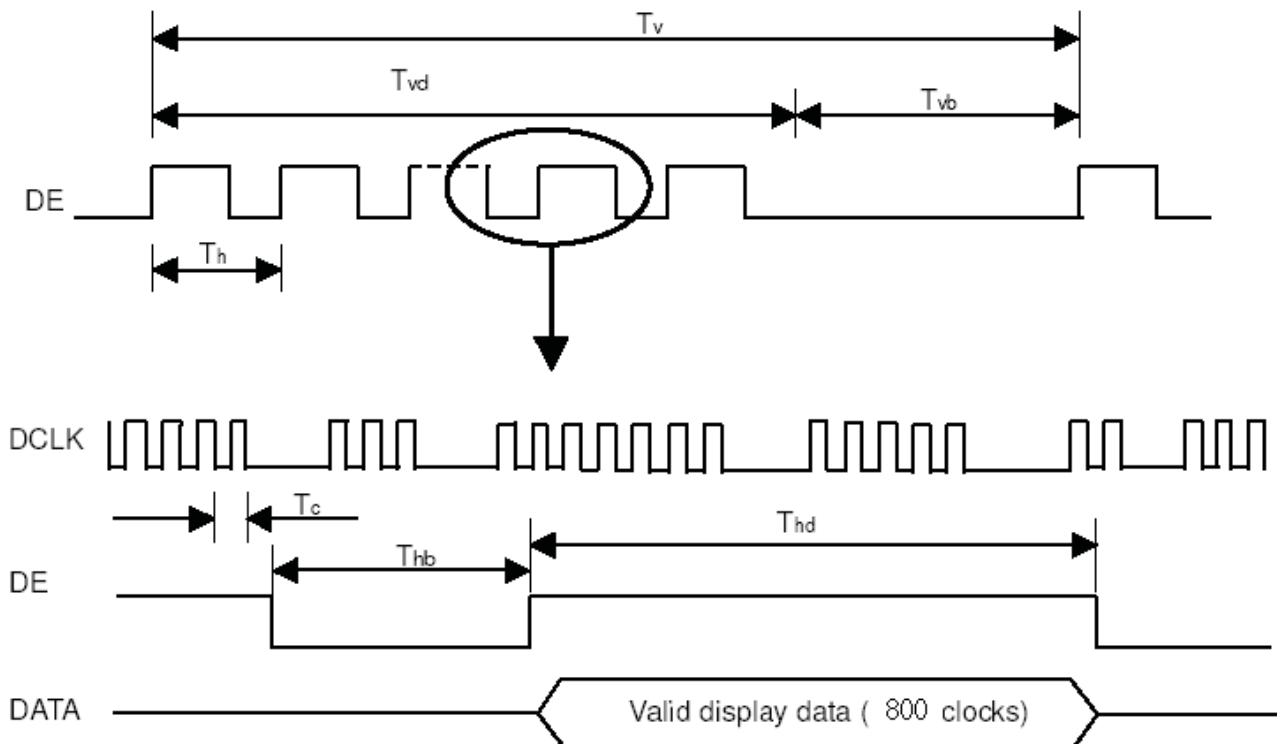 Tv
Tvd
Tvb
DE
Th
DCLK
Tc
Thd
Thb
DE
DATA
Valid display data ( 800 clocks)